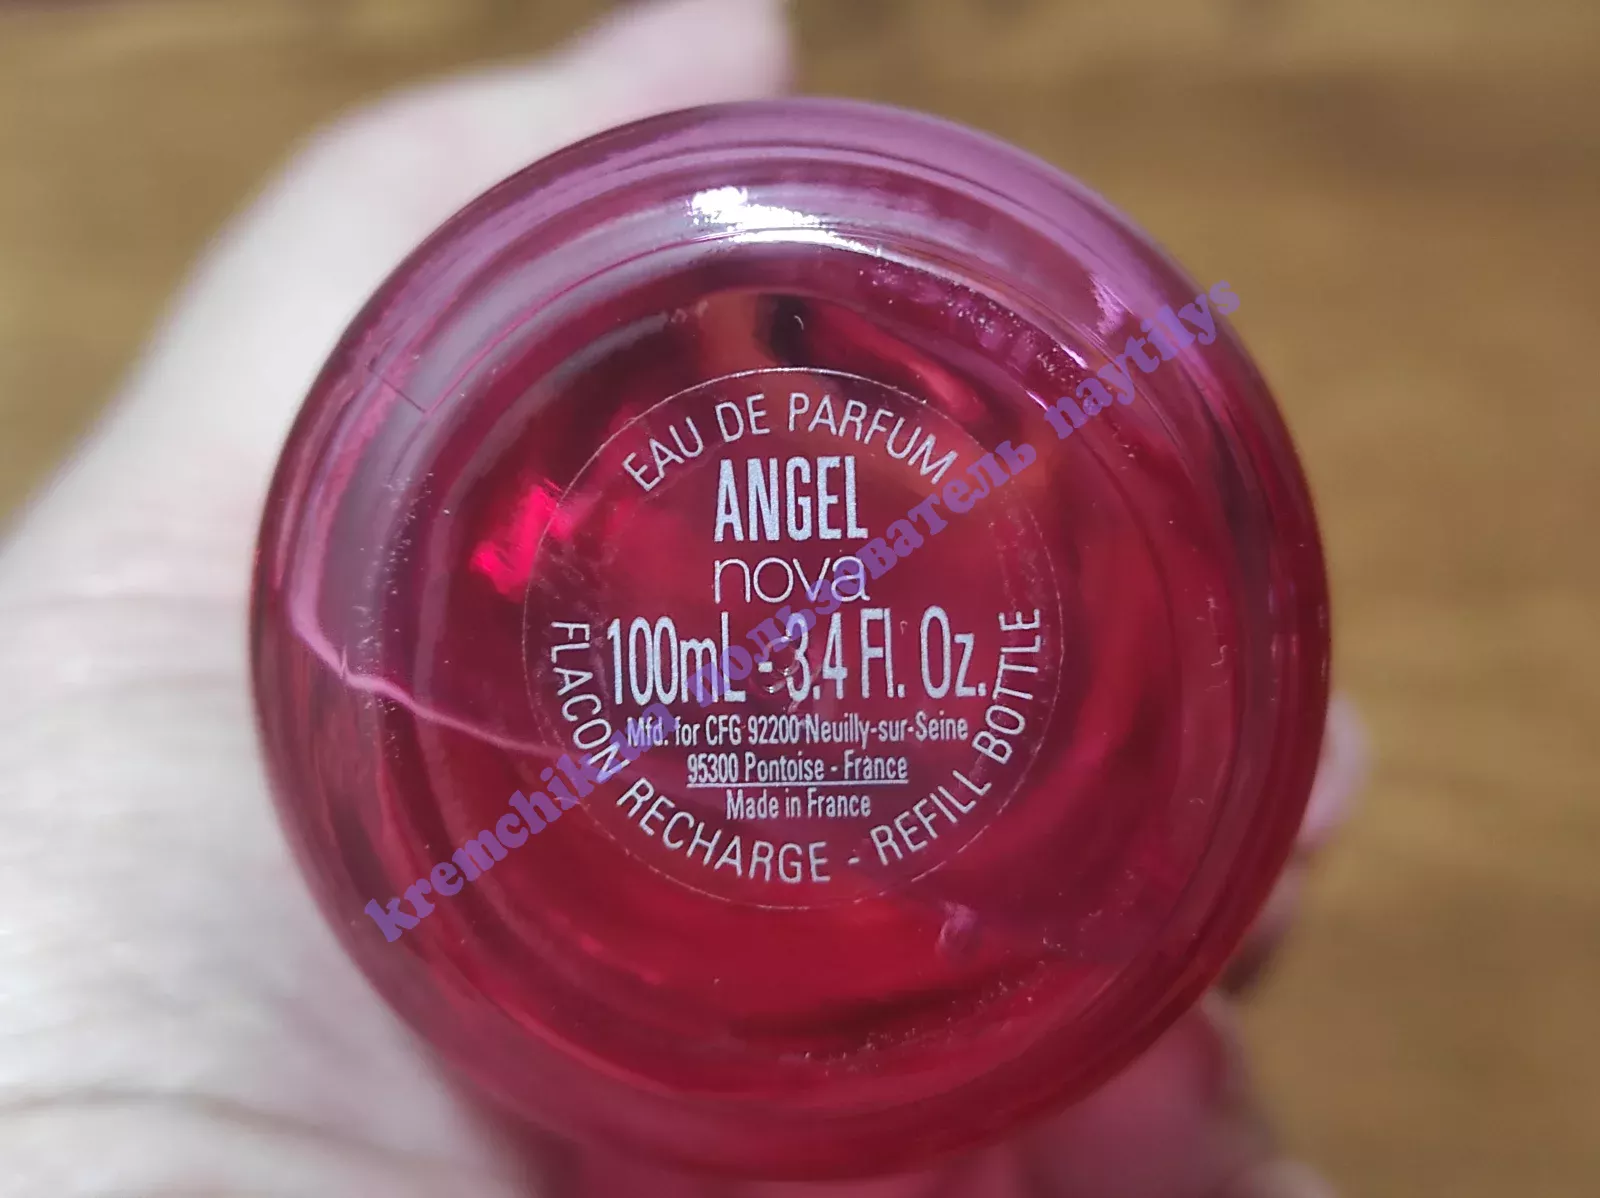 EAU DE PARFUM
ANGEL
nova
100mL - 3.4 Fl. Oz.
Mfd. for CFG 92200 Neuilly-sur-Seine
95300 Pontoise - France
Made in France
FLACON RECHARGE - REFILL BOTTLE
пользователь naytilys